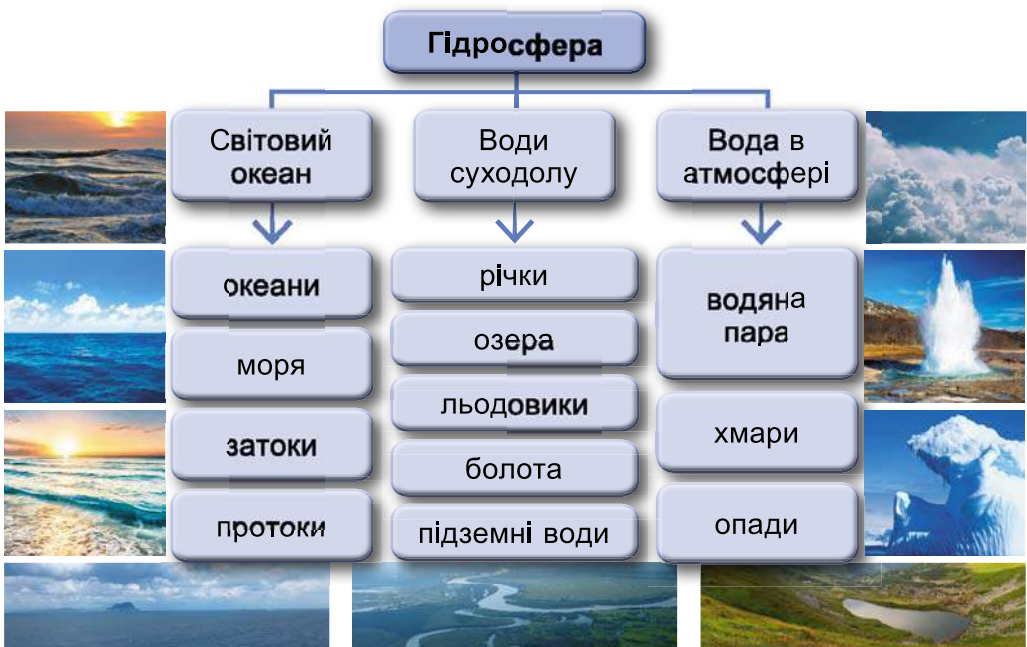 Гідросфера
Світовий
океан
океани
моря
затоки
протоки
Води
суходолу
річки
озера
льодовики
болота
підземні води
Вода в
атмосфері
водяна
пара
хмари
опади